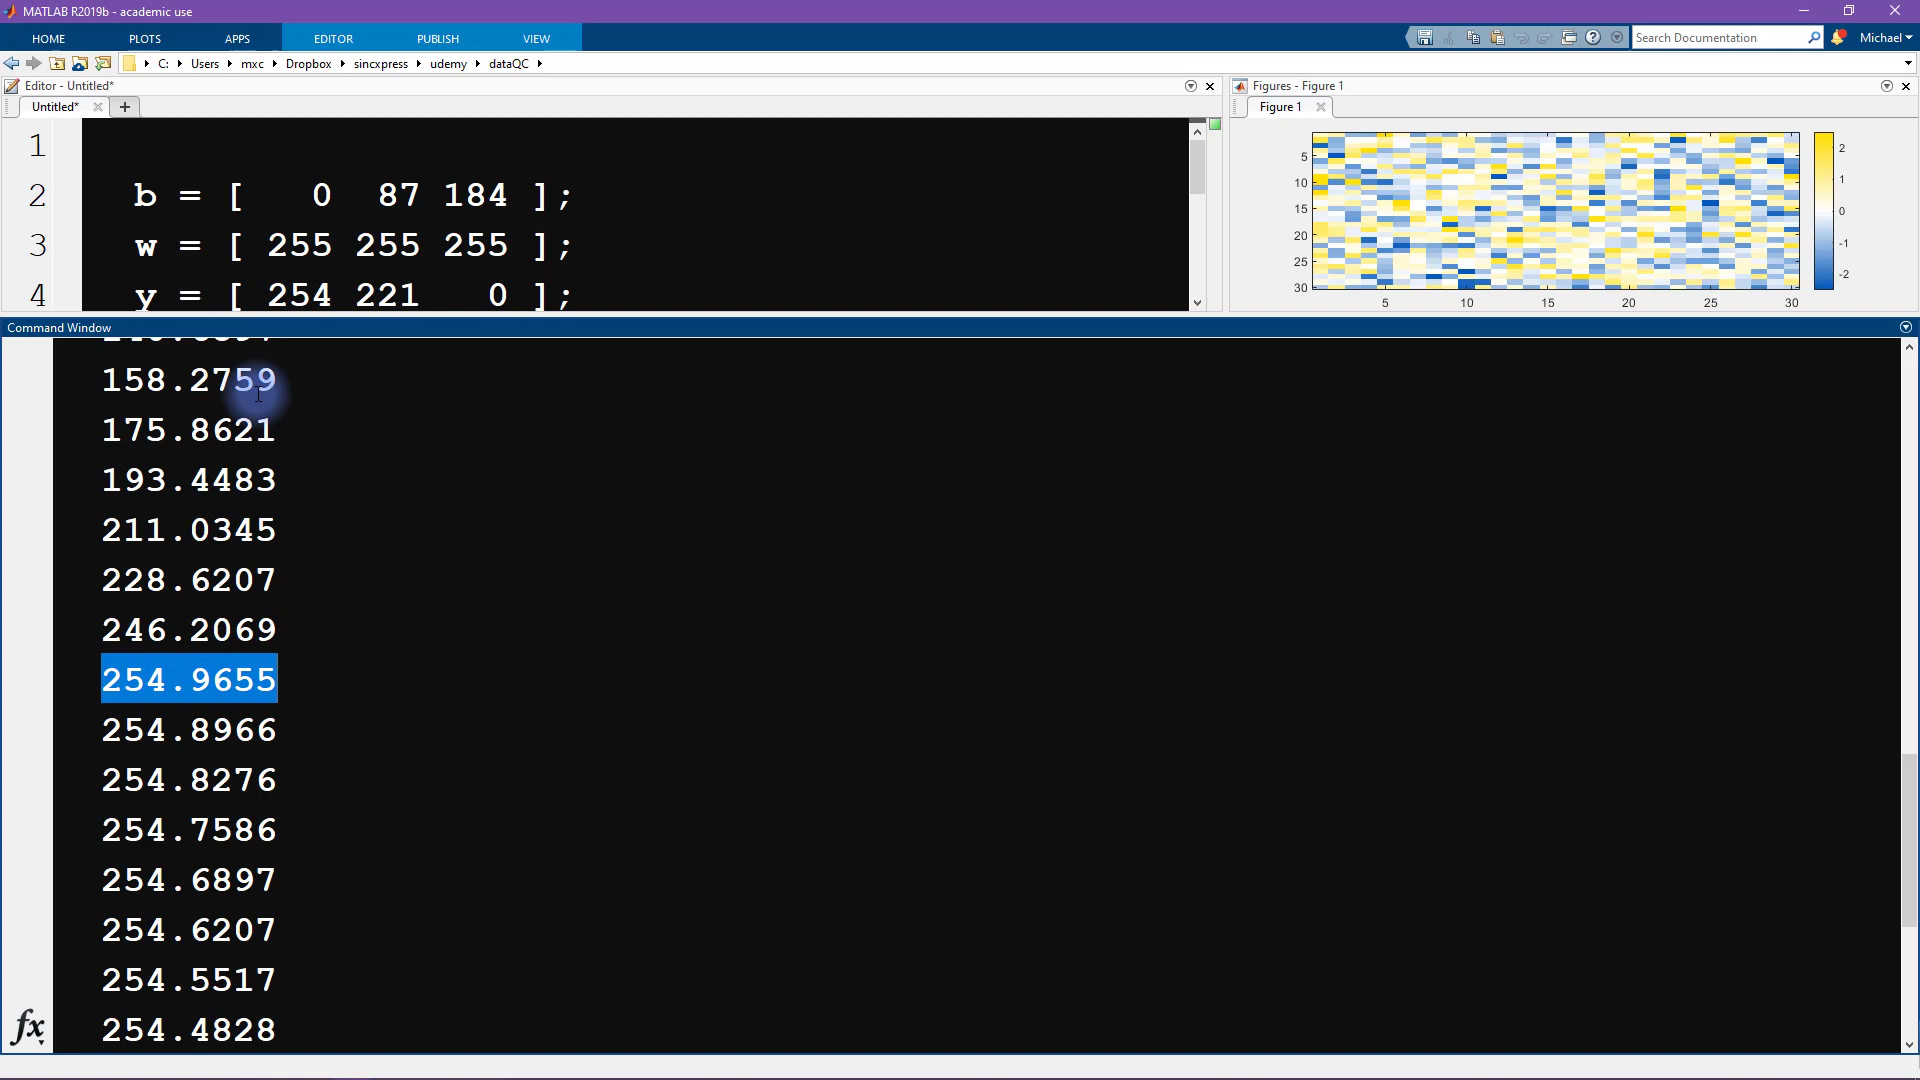 MATLAB R2019b - academic use
HOME PLOTS APPS EDITOR PUBLISH VIEW
Search Documentation
Michael
C: Users mxc Dropbox sincxpress udemy dataQC
Editor - Untitled*
Untitled*
1
2 b = [ 0 87 184 ];
3 w = [ 255 255 255 ];
4 y = [ 254 221 0 ];
Figures - Figure 1
Figure 1
5
10
15
20
25
30
5 10 15 20 25 30
2
1
0
-1
-2
Command Window
158.2759
175.8621
193.4483
211.0345
228.6207
246.2069
254.9655
254.8966
254.8276
254.7586
254.6897
254.6207
254.5517
254.4828
fx